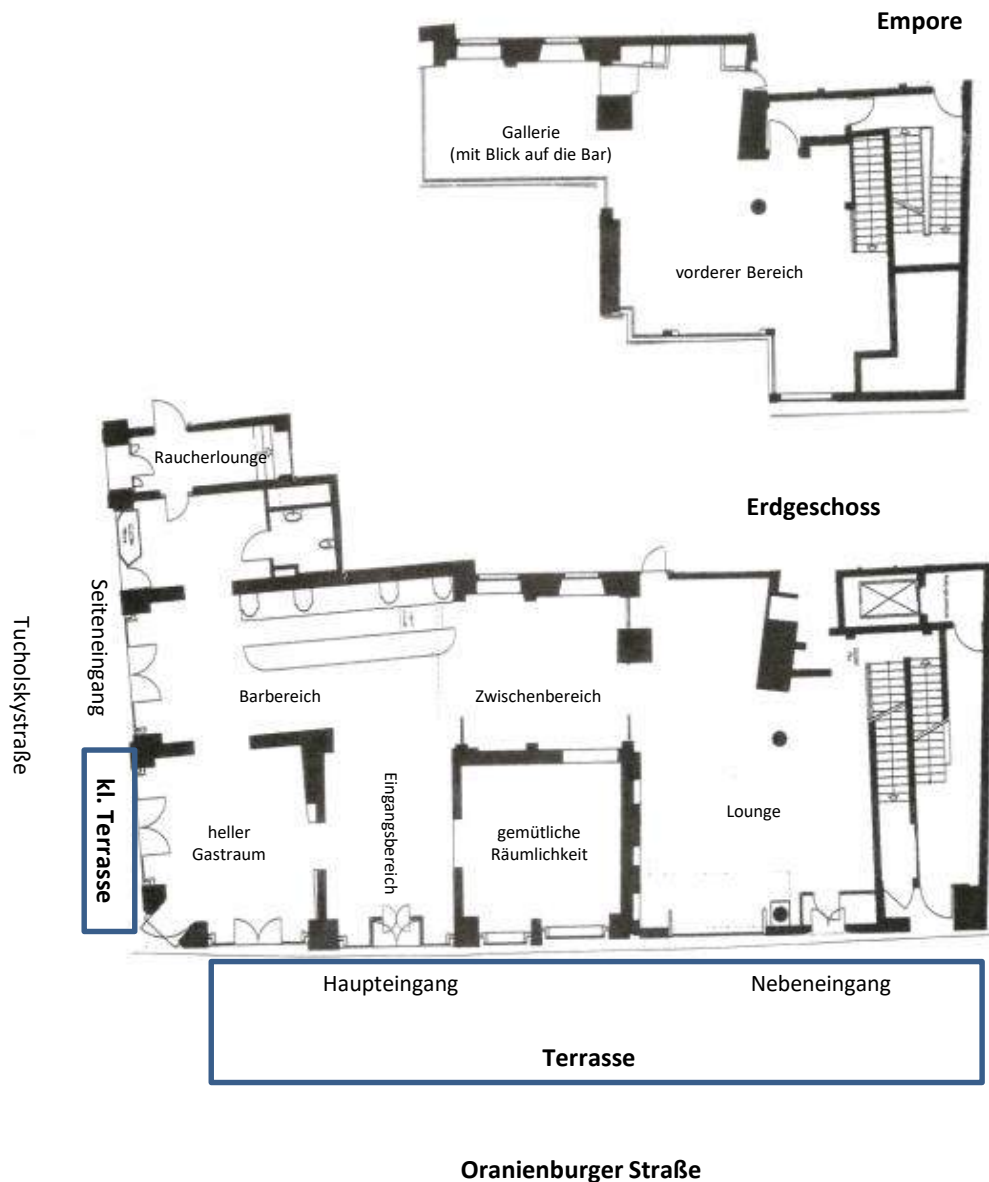 Empore
Gallerie
(mit Blick auf die Bar)
vorderer Bereich
Raucherlounge
Erdgeschoss
Seiteneingang
Tucholskystraße
Barbereich
Zwischenbereich
kl. Terrasse
heller
Gastraum
Eingangsbereich
gemütliche
Räumlichkeit
Lounge
Haupteingang
Nebeneingang
Terrasse
Oranienburger Straße